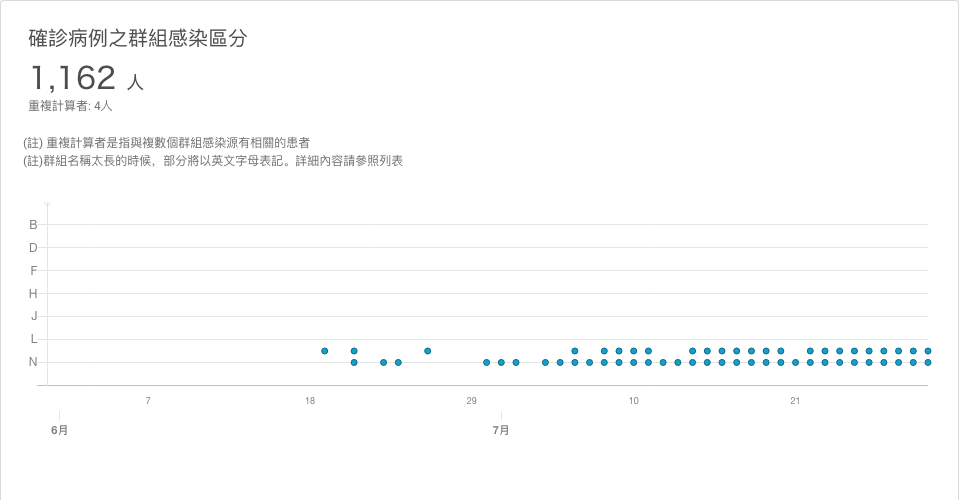 確診病例之群組感染區分
1,162 人
重複計算者: 4人
(註) 重複計算者是指與複數個群組感染源有相關的患者
(註)群組名稱太長的時候，部分將以英文字母表記。詳細內容請參照列表
B
D
F
H
J
L
N
7 18 29 10 21
6月 7月